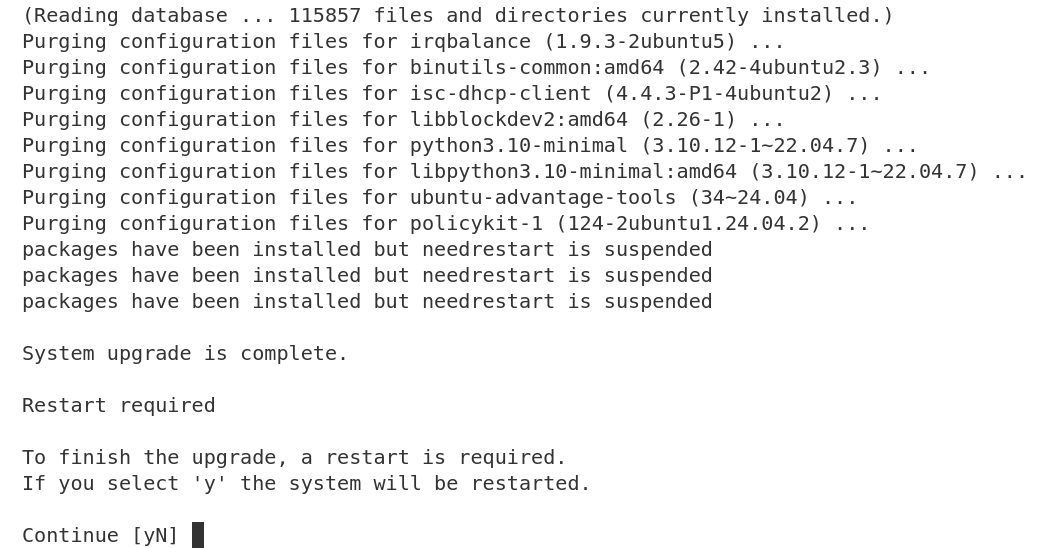 (Reading database ... 115857 files and directories currently installed.)
Purging configuration files for irqbalance (1.9.3-2ubuntu5) ...
Purging configuration files for binutils-common:amd64 (2.42-4ubuntu2.3) ...
Purging configuration files for isc-dhcp-client (4.4.3-P1-4ubuntu2) ...
Purging configuration files for libblockdev2:amd64 (2.26-1) ...
Purging configuration files for python3.10-minimal (3.10.12-1~22.04.7) ...
Purging configuration files for libpython3.10-minimal:amd64 (3.10.12-1~22.04.7) ...
Purging configuration files for ubuntu-advantage-tools (34~24.04) ...
Purging configuration files for policykit-1 (124-2ubuntu1.24.04.2) ...
packages have been installed but needrestart is suspended
packages have been installed but needrestart is suspended
packages have been installed but needrestart is suspended
System upgrade is complete.
Restart required
To finish the upgrade, a restart is required.
If you select 'y' the system will be restarted.
Continue [yN]